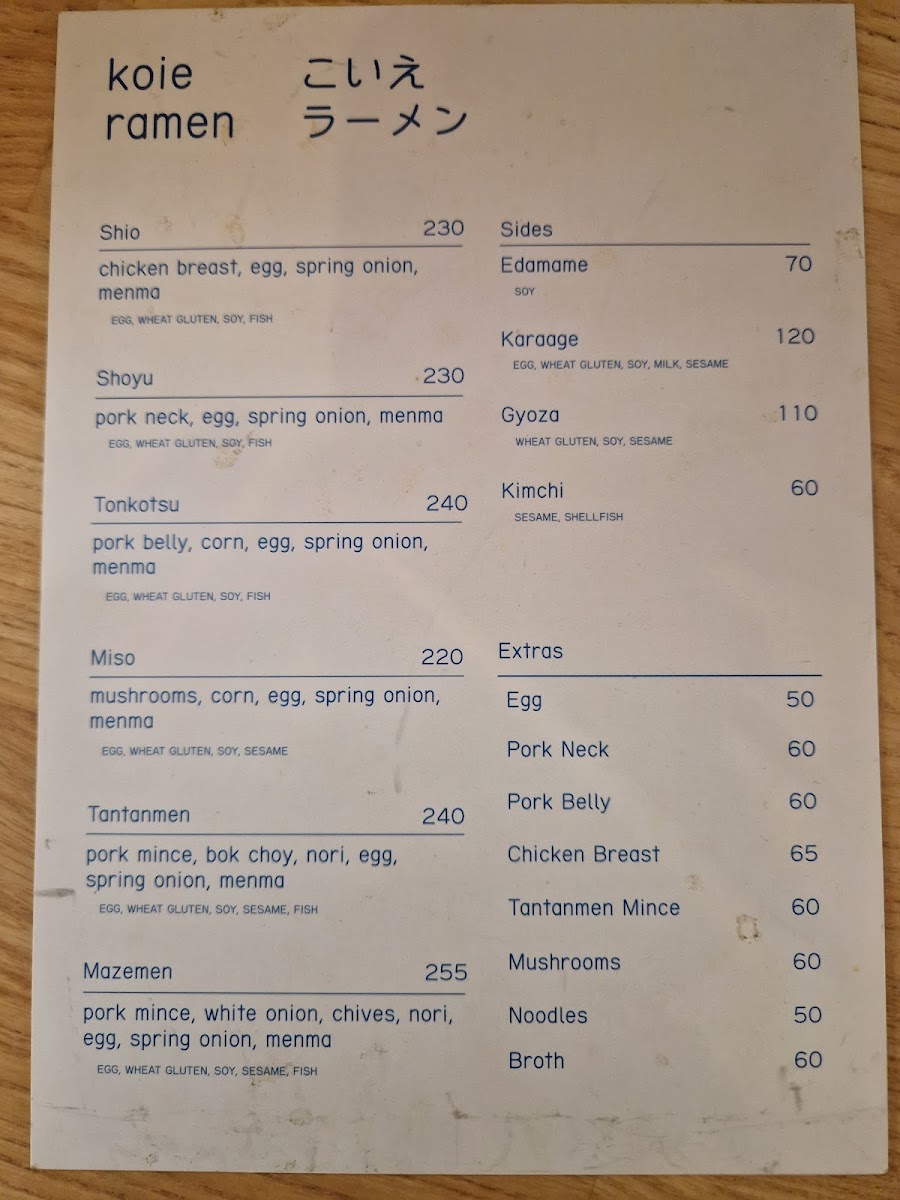 koie こいえ
ramen ラーメン
Shio 230
chicken breast, egg, spring onion,
menma
EGG, WHEAT GLUTEN, SOY, FISH
Shoyu 230
pork neck, egg, spring onion, menma
EGG, WHEAT GLUTEN, SOY, FISH
Tonkotsu 240
pork belly, corn, egg, spring onion,
menma
EGG, WHEAT GLUTEN, SOY, FISH
Miso 220
mushrooms, corn, egg, spring onion,
menma
EGG, WHEAT GLUTEN, SOY, SESAME
Tantanmen 240
pork mince, bok choy, nori, egg,
spring onion, menma
EGG, WHEAT GLUTEN, SOY, SESAME, FISH
Mazemen 255
pork mince, white onion, chives, nori,
egg, spring onion, menma
EGG, WHEAT GLUTEN, SOY, SESAME, FISH
Sides
Edamame 70
SOY
Karaage 120
EGG, WHEAT GLUTEN, SOY, MILK, SESAME
Gyoza 110
WHEAT GLUTEN, SOY, SESAME
Kimchi 60
SESAME, SHELLFISH
Extras
Egg 50
Pork Neck 60
Pork Belly 60
Chicken Breast 65
Tantanmen Mince 60
Mushrooms 60
Noodles 50
Broth 60